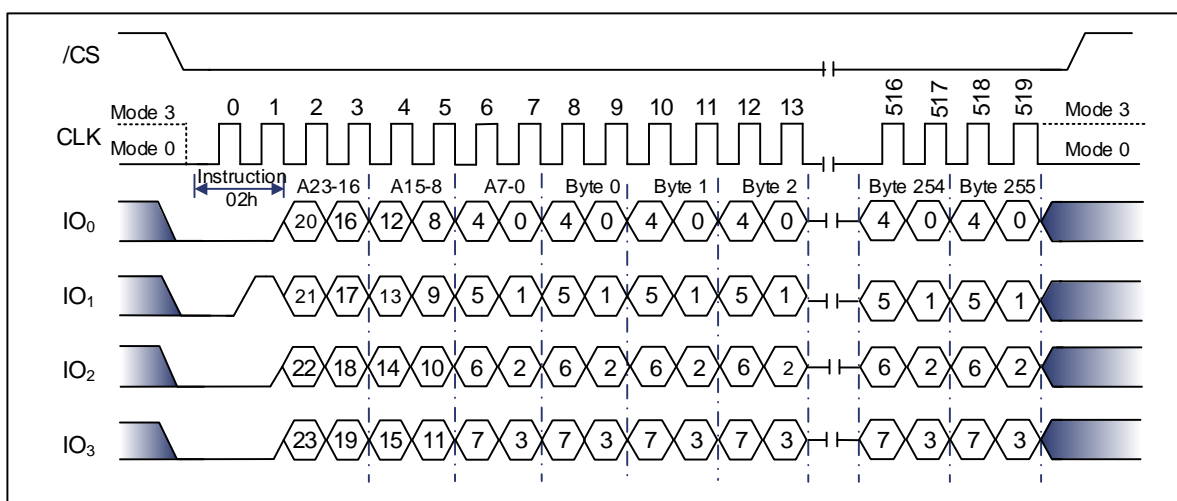 /CS
0 1 2 3 4 5 6 7 8 9 10 11 12 13 516 517 518 519
Mode 3 Mode 3
CLK
Mode 0 Mode 0
Instruction A23-16 A15-8 A7-0 Byte 0 Byte 1 Byte 2 Byte 254 Byte 255
02h
IO₀ 20 16 12 8 4 0 4 0 4 0 4 0 4 0 4 0
IO₁ 21 17 13 9 5 1 5 1 5 1 5 1 5 1 5 1
IO₂ 22 18 14 10 6 2 6 2 6 2 6 2 6 2 6 2
IO₃ 23 19 15 11 7 3 7 3 7 3 7 3 7 3 7 3